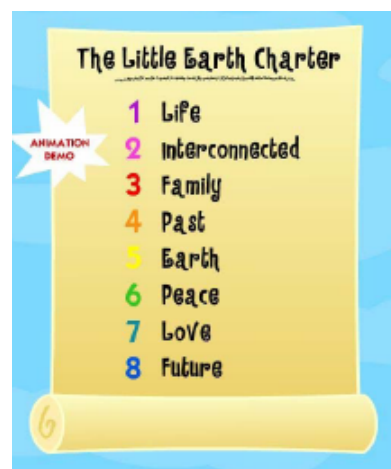 The Little Earth Charter
ANIMATION
DEMO
1 Life
2 Interconnected
3 Family
4 Past
5 Earth
6 Peace
7 Love
8 Future